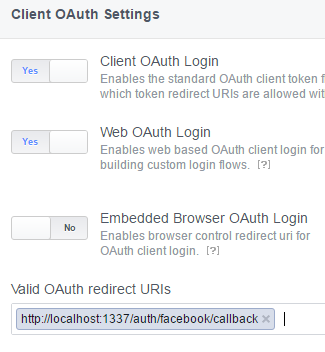 Client OAuth Settings
Yes
Client OAuth Login
Enables the standard OAuth client token f
which token redirect URIs are allowed with
Yes
Web OAuth Login
Enables web based OAuth client login for
building custom login flows. [?]
No
Embedded Browser OAuth Login
Enables browser control redirect uri for
OAuth client login. [?]
Valid OAuth redirect URIs
http://localhost:1337/auth/facebook/callback ×